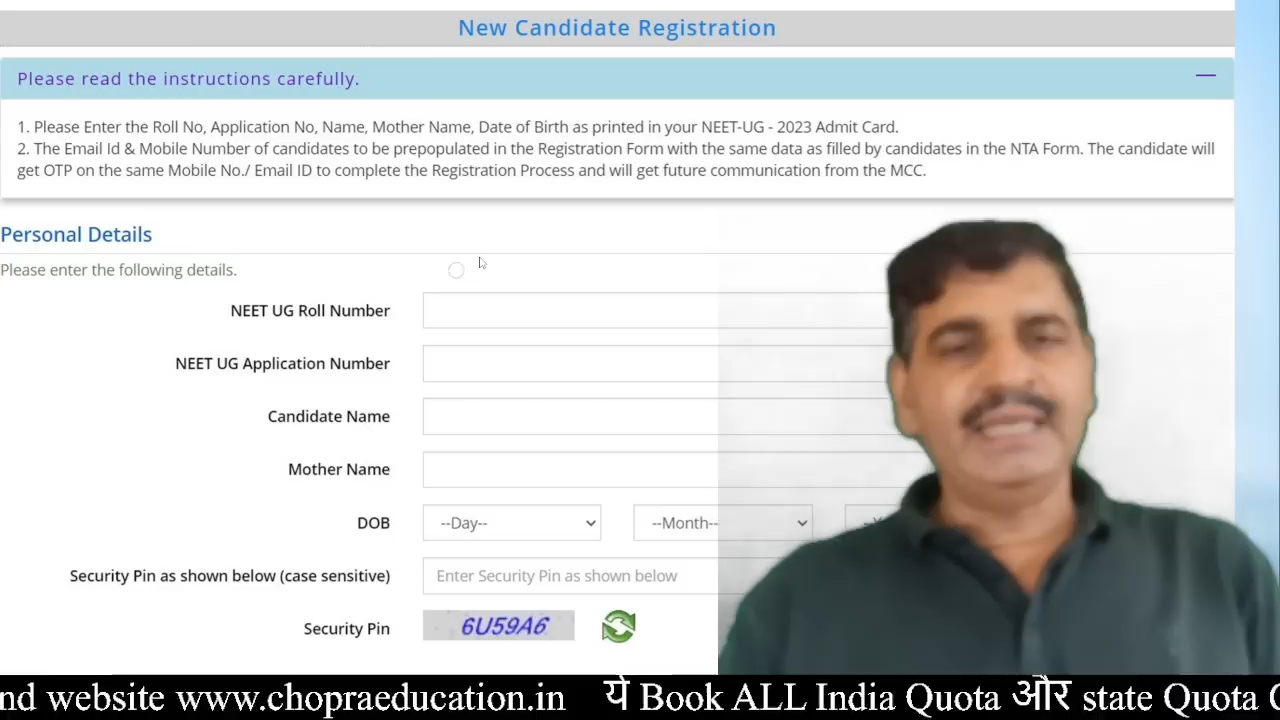 New Candidate Registration
Please read the instructions carefully.
1. Please Enter the Roll No, Application No, Name, Mother Name, Date of Birth as printed in your NEET-UG - 2023 Admit Card.
2. The Email Id & Mobile Number of candidates to be prepopulated in the Registration Form with the same data as filled by candidates in the NTA Form. The candidate will
get OTP on the same Mobile No./ Email ID to complete the Registration Process and will get future communication from the MCC.
Personal Details
Please enter the following details.
NEET UG Roll Number
NEET UG Application Number
Candidate Name
Mother Name
DOB --Day-- --Month--
Security Pin as shown below (case sensitive) Enter Security Pin as shown below
Security Pin 6U59A6
website www.chopraeducation.in ये Book ALL India Quota और state Quota